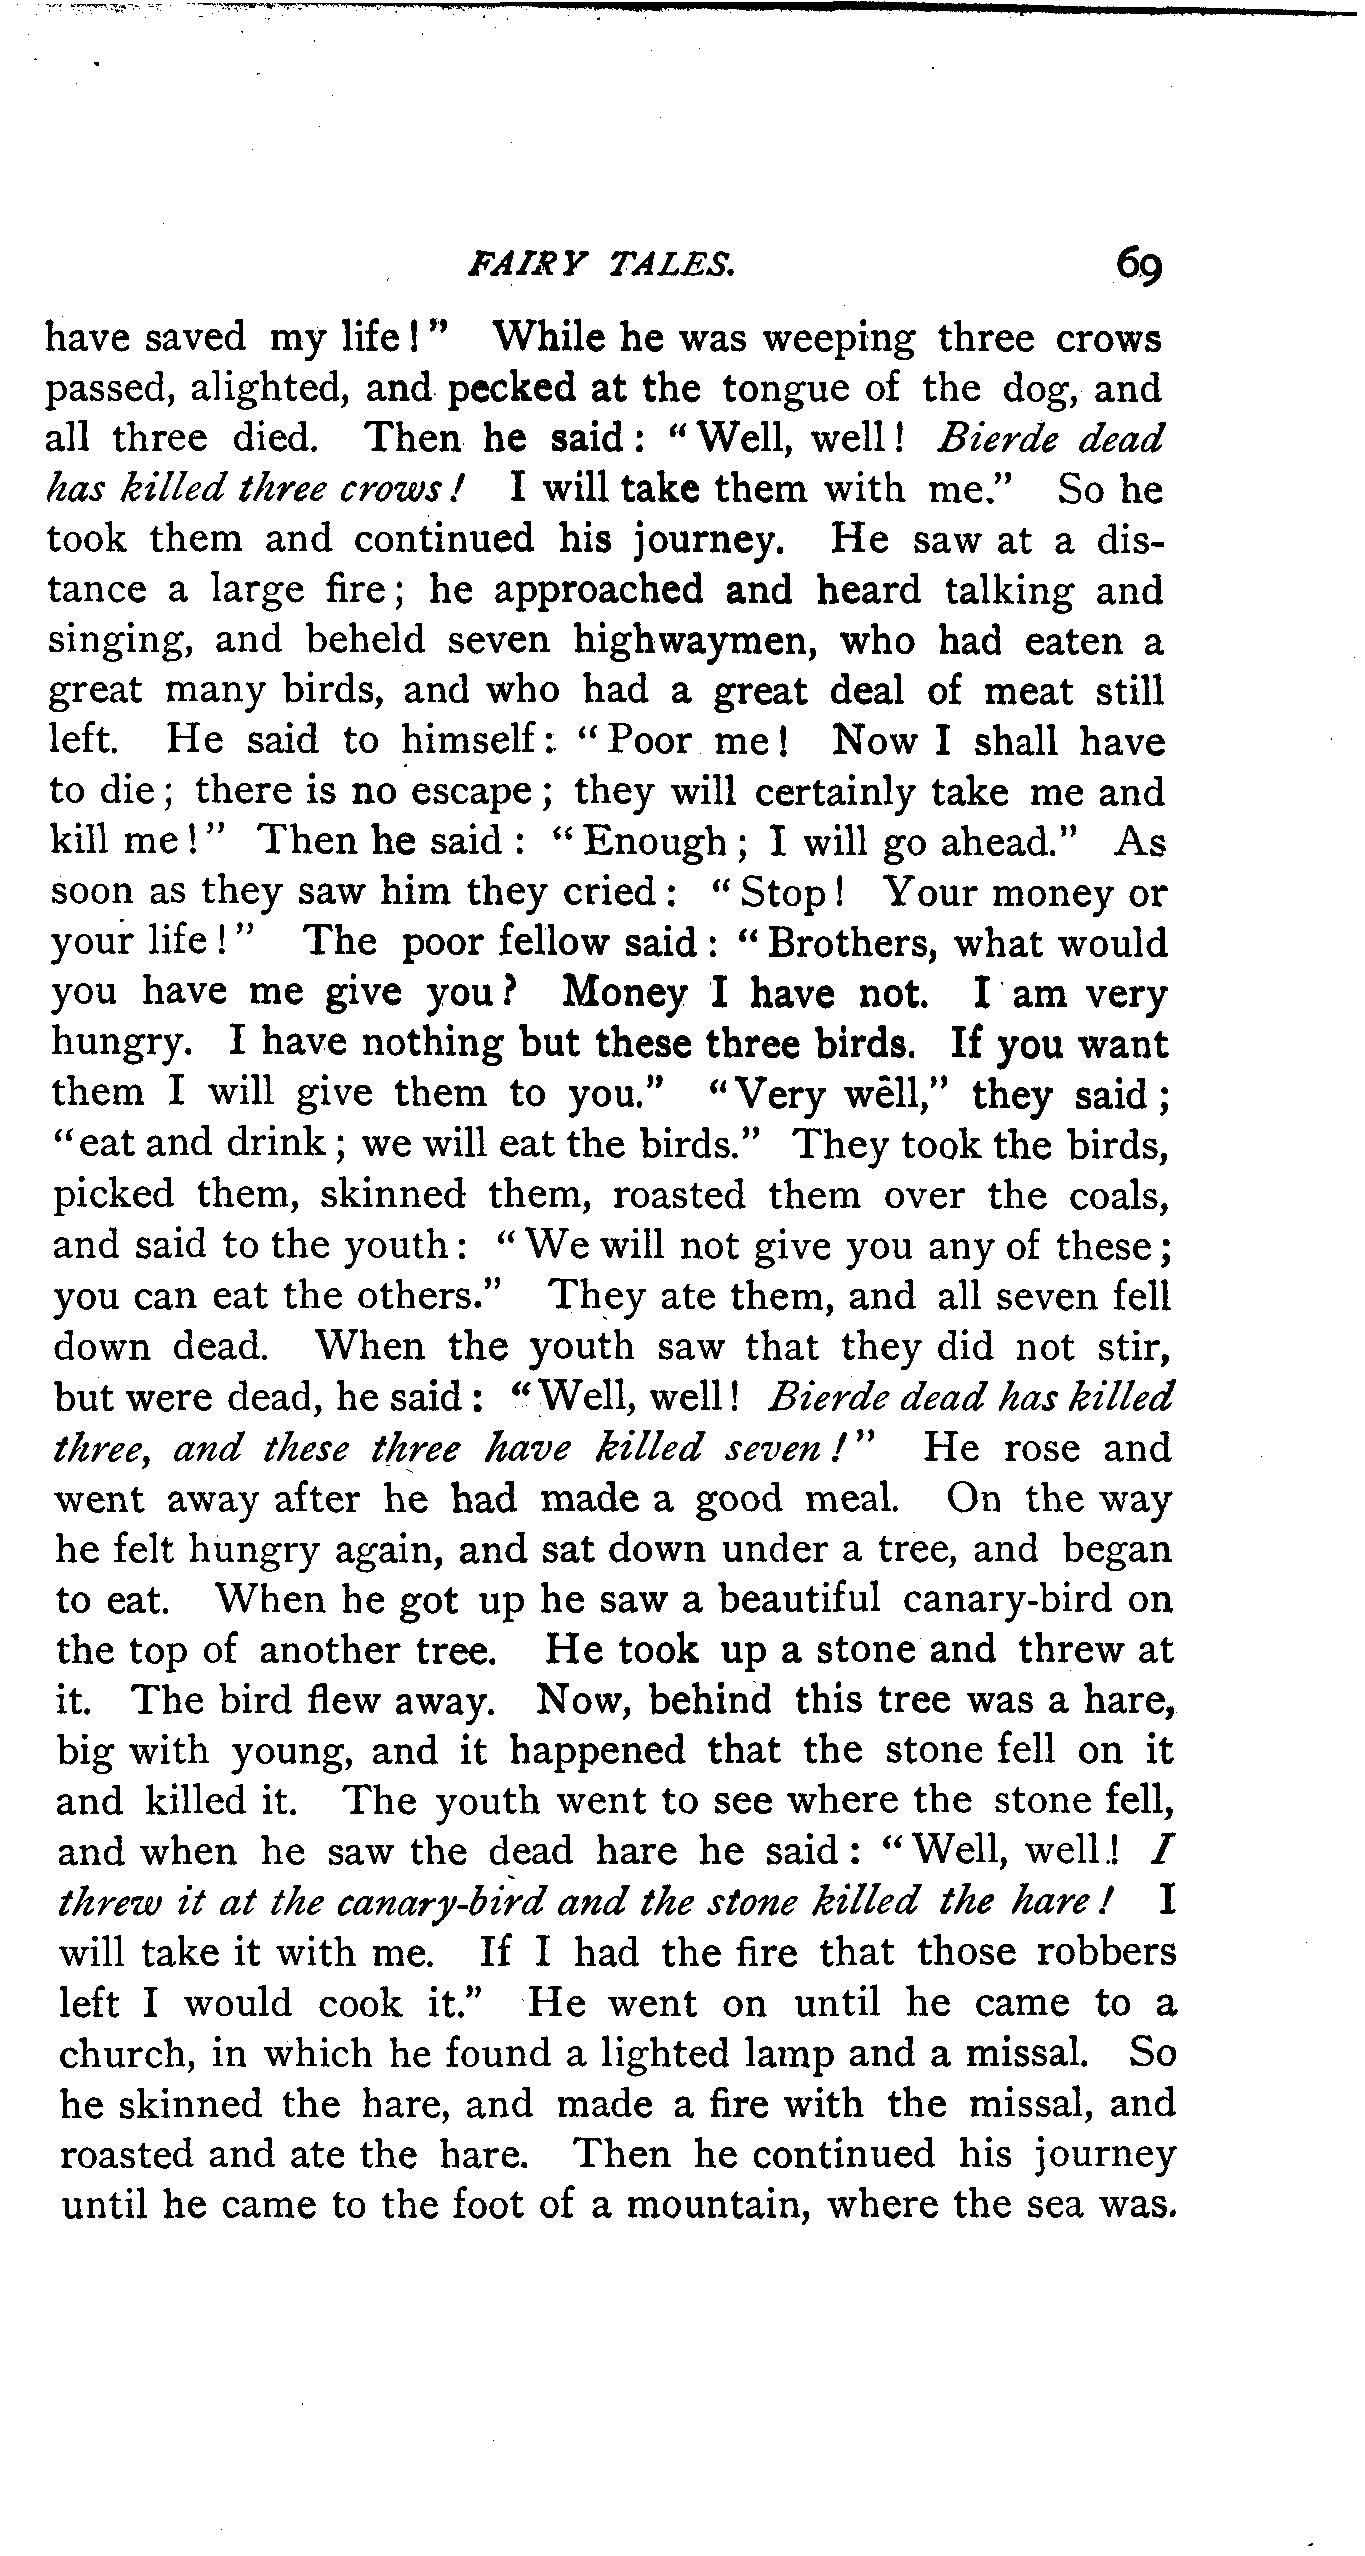 FAIRY TALES. 69
have saved my life!" While he was weeping three crows
passed, alighted, and pecked at the tongue of the dog, and
all three died. Then he said: "Well, well! Bierde dead
has killed three crows! I will take them with me." So he
took them and continued his journey. He saw at a dis-
tance a large fire; he approached and heard talking and
singing, and beheld seven highwaymen, who had eaten a
great many birds, and who had a great deal of meat still
left. He said to himself: "Poor me! Now I shall have
to die; there is no escape; they will certainly take me and
kill me!" Then he said: "Enough; I will go ahead." As
soon as they saw him they cried: "Stop! Your money or
your life!" The poor fellow said: "Brothers, what would
you have me give you? Money I have not. I am very
hungry. I have nothing but these three birds. If you want
them I will give them to you." "Very well," they said;
"eat and drink; we will eat the birds." They took the birds,
picked them, skinned them, roasted them over the coals,
and said to the youth: "We will not give you any of these;
you can eat the others." They ate them, and all seven fell
down dead. When the youth saw that they did not stir,
but were dead, he said: "Well, well! Bierde dead has killed
three, and these three have killed seven!" He rose and
went away after he had made a good meal. On the way
he felt hungry again, and sat down under a tree, and began
to eat. When he got up he saw a beautiful canary-bird on
the top of another tree. He took up a stone and threw at
it. The bird flew away. Now, behind this tree was a hare,
big with young, and it happened that the stone fell on it
and killed it. The youth went to see where the stone fell,
and when he saw the dead hare he said: "Well, well! I
threw it at the canary-bird and the stone killed the hare! I
will take it with me. If I had the fire that those robbers
left I would cook it." He went on until he came to a
church, in which he found a lighted lamp and a missal. So
he skinned the hare, and made a fire with the missal, and
roasted and ate the hare. Then he continued his journey
until he came to the foot of a mountain, where the sea was.